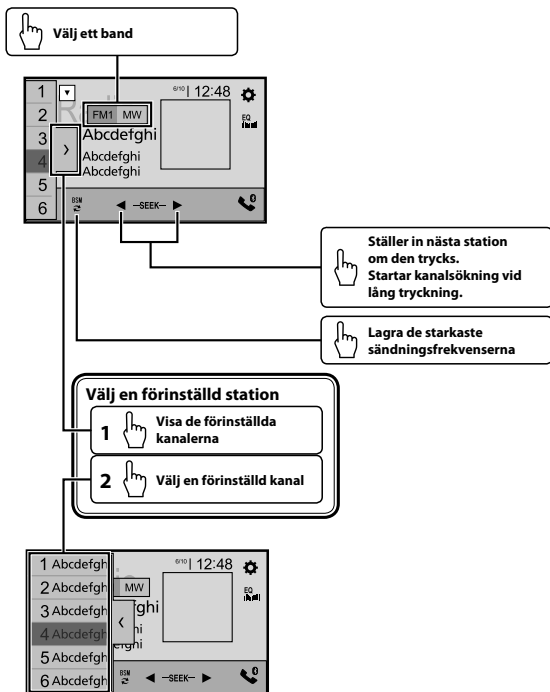 Välj ett band
1
2
3
4
5
6
6/10 12:48
EQ
FM1 MW
Abcdefghi
Abcdefghi
Abcdefghi
BSM
SEEK
Ställer in nästa station
om den trycks.
Startar kanalsökning vid
lång tryckning.
Lagra de starkaste
sändningsfrekvenserna
Välj en förinställd station
1 Visa de förinställda
kanalerna
2 Välj en förinställd kanal
1 Abcdefgh
2 Abcdefgh
3 Abcdefgh
4 Abcdefgh
5 Abcdefgh
6 Abcdefgh
6/10 12:48
EQ
MW
fghi
hi
efghi
BSM
SEEK